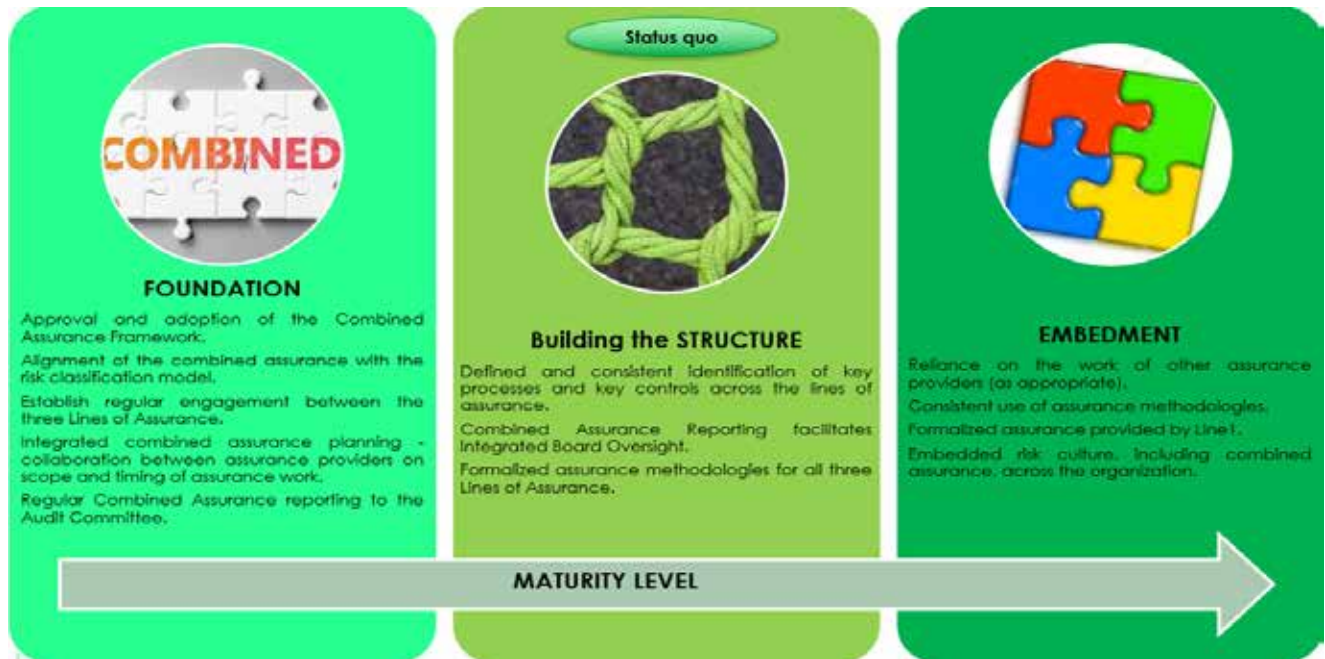 COMBINED
FOUNDATION
Approval and adoption of the Combined
Assurance Framework.
Alignment of the combined assurance with the
risk classification model.
Establish regular engagement between the
three Lines of Assurance.
Integrated combined assurance planning -
collaboration between assurance providers on
scope and timing of assurance work.
Regular Combined Assurance reporting to the
Audit Committee.
Status quo
Building the STRUCTURE
Defined and consistent identification of key
processes and key controls across the lines of
assurance.
Combined Assurance Reporting facilitates
Integrated Board Oversight.
Formalized assurance methodologies for all three
Lines of Assurance.
EMBEDMENT
Reliance on the work of other assurance
providers (as appropriate).
Consistent use of assurance methodologies.
Formalized assurance provided by Line1.
Embedded risk culture, including combined
assurance, across the organization.
MATURITY LEVEL